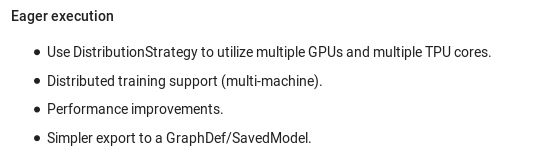 Eager execution
Use DistributionStrategy to utilize multiple GPUs and multiple TPU cores.
Distributed training support (multi-machine).
Performance improvements.
Simpler export to a GraphDef/SavedModel.